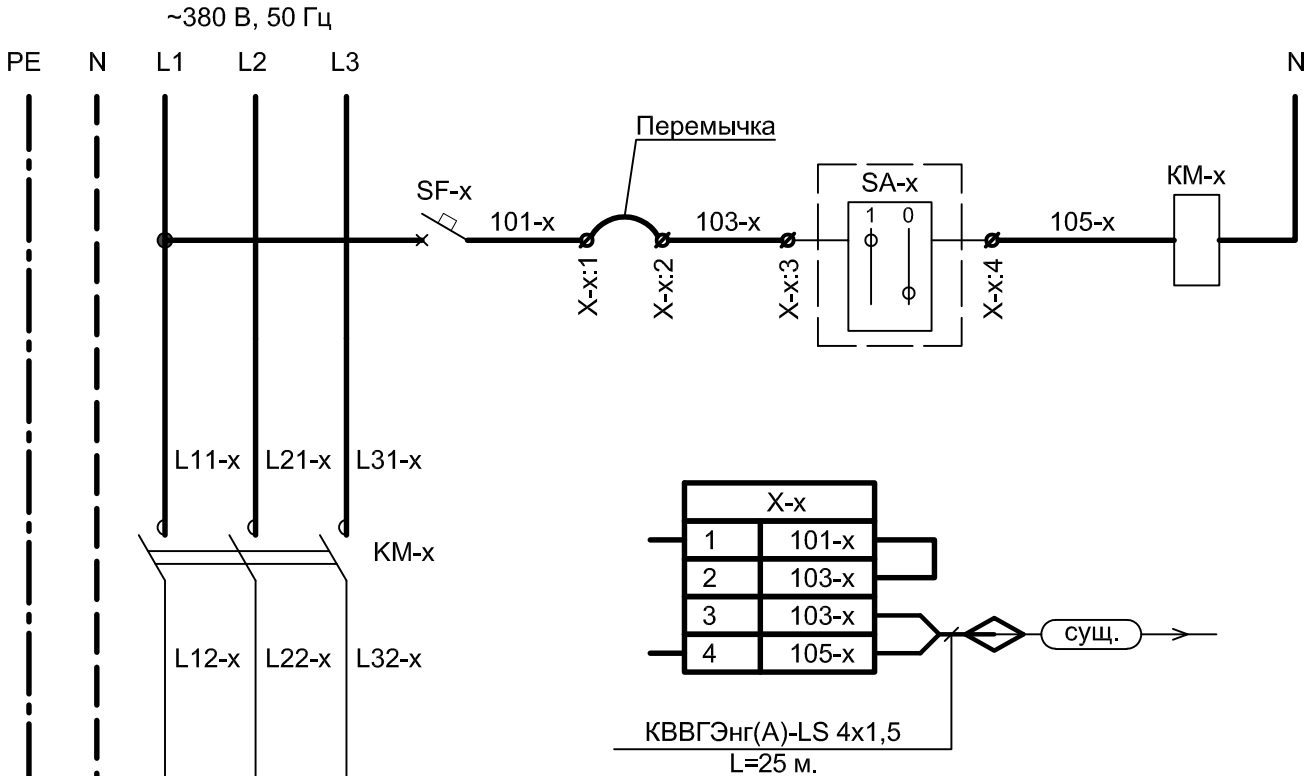 ~380 В, 50 Гц
PE N L1 L2 L3 N
Перемычка
SF-x
SA-x
КМ-х
101-x
103-x
1 0
105-x
X-x:1
X-x:2
X-x:3
X-x:4
L11-x L21-x L31-x
КМ-х
X-x
1 101-x
2 103-x
3 103-x
4 105-x
сущ.
L12-x L22-x L32-x
КВВГЭнг(А)-LS 4x1,5
L=25 м.